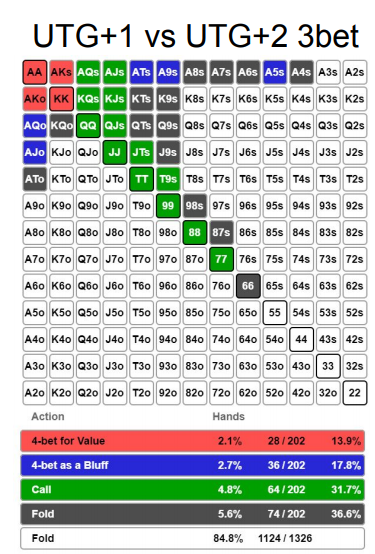 UTG+1 vs UTG+2 3bet
AA AKs AQs AJs ATs A9s A8s A7s A6s A5s A4s A3s A2s
AKo KK KQs KJs KTs K9s K8s K7s K6s K5s K4s K3s K2s
AQo KQo QQ QJs QTs Q9s Q8s Q7s Q6s Q5s Q4s Q3s Q2s
AJo KJo QJo JJ JTs J9s J8s J7s J6s J5s J4s J3s J2s
ATo KTo QTo JTo TT T9s T8s T7s T6s T5s T4s T3s T2s
A9o K9o Q9o J9o T9o 99 98s 97s 96s 95s 94s 93s 92s
A8o K8o Q8o J8o T8o 98o 88 87s 86s 85s 84s 83s 82s
A7o K7o Q7o J7o T7o 97o 87o 77 76s 75s 74s 73s 72s
A6o K6o Q6o J6o T6o 96o 86o 76o 66 65s 64s 63s 62s
A5o K5o Q5o J5o T5o 95o 85o 75o 65o 55 54s 53s 52s
A4o K4o Q4o J4o T4o 94o 84o 74o 64o 54o 44 43s 42s
A3o K3o Q3o J3o T3o 93o 83o 73o 63o 53o 43o 33 32s
A2o K2o Q2o J2o T2o 92o 82o 72o 62o 52o 42o 32o 22
Action Hands
4-bet for Value 2.1% 28 / 202 13.9%
4-bet as a Bluff 2.7% 36 / 202 17.8%
Call 4.8% 64 / 202 31.7%
Fold 5.6% 74 / 202 36.6%
Fold 84.8% 1124 / 1326